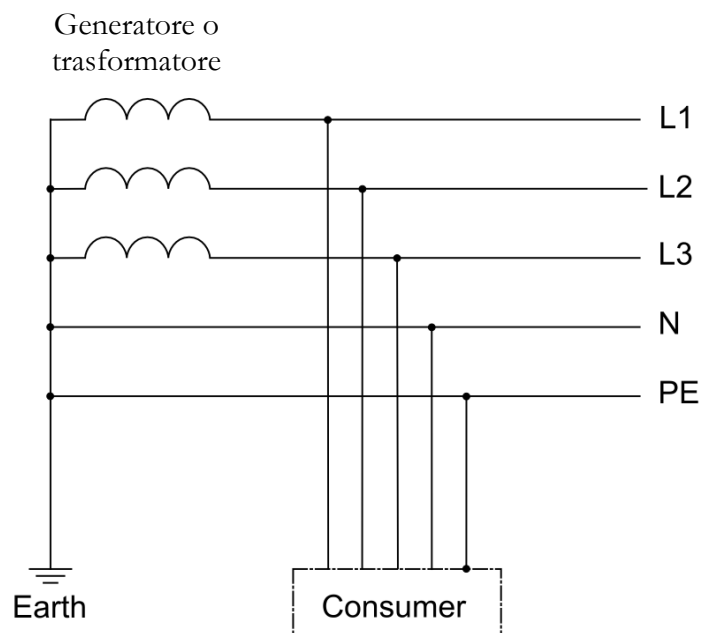 Generatore o
trasformatore
L1
L2
L3
N
PE
Earth
Consumer